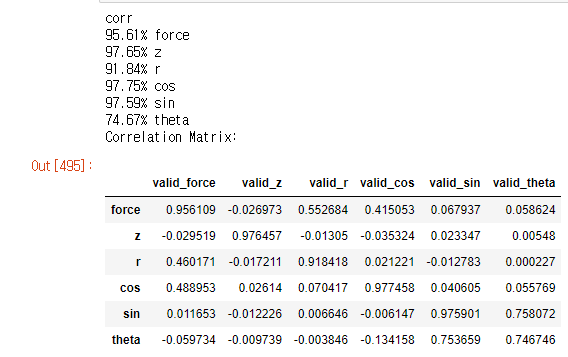 corr
95.61% force
97.65% z
91.84% r
97.75% cos
97.59% sin
74.67% theta
Correlation Matrix:
Out[495]:
valid_force valid_z valid_r valid_cos valid_sin valid_theta
force 0.956109 -0.026973 0.552684 0.415053 0.067937 0.058624
z -0.029519 0.976457 -0.01305 -0.035324 0.023347 0.00548
r 0.460171 -0.017211 0.918418 0.021221 -0.012783 0.000227
cos 0.488953 0.02614 0.070417 0.977458 0.040605 0.055769
sin 0.011653 -0.012226 0.006646 -0.006147 0.975901 0.758072
theta -0.059734 -0.009739 -0.003846 -0.134158 0.753659 0.746746